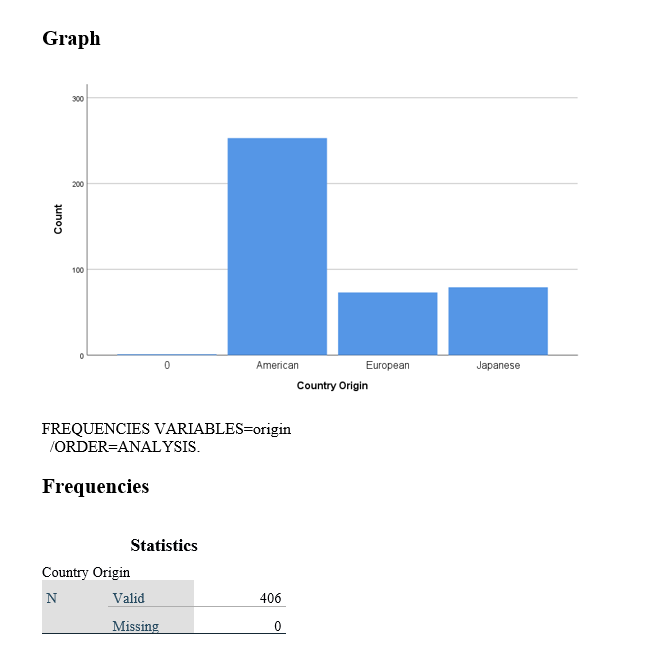 Graph
300
200
100
0
Count
0 American European Japanese
Country Origin
FREQUENCIES VARIABLES=origin
/ORDER=ANALYSIS.
Frequencies
Statistics
Country Origin
N Valid 406
Missing 0